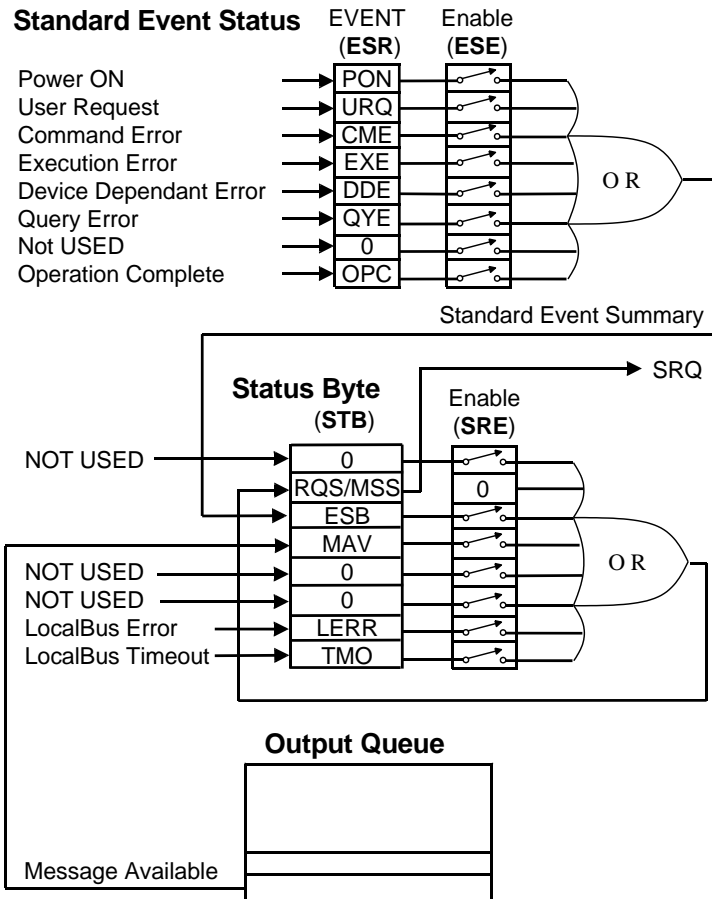 Standard Event Status EVENT Enable
(ESR) (ESE)
Power ON PON
User Request URQ
Command Error CME
Execution Error EXE
Device Dependant Error DDE
Query Error QYE
Not USED 0
Operation Complete OPC
O R
Standard Event Summary
SRQ
Status Byte Enable
(STB) (SRE)
NOT USED 0
RQS/MSS 0
ESB
MAV
NOT USED 0
NOT USED 0
LocalBus Error LERR
LocalBus Timeout TMO
O R
Output Queue
Message Available